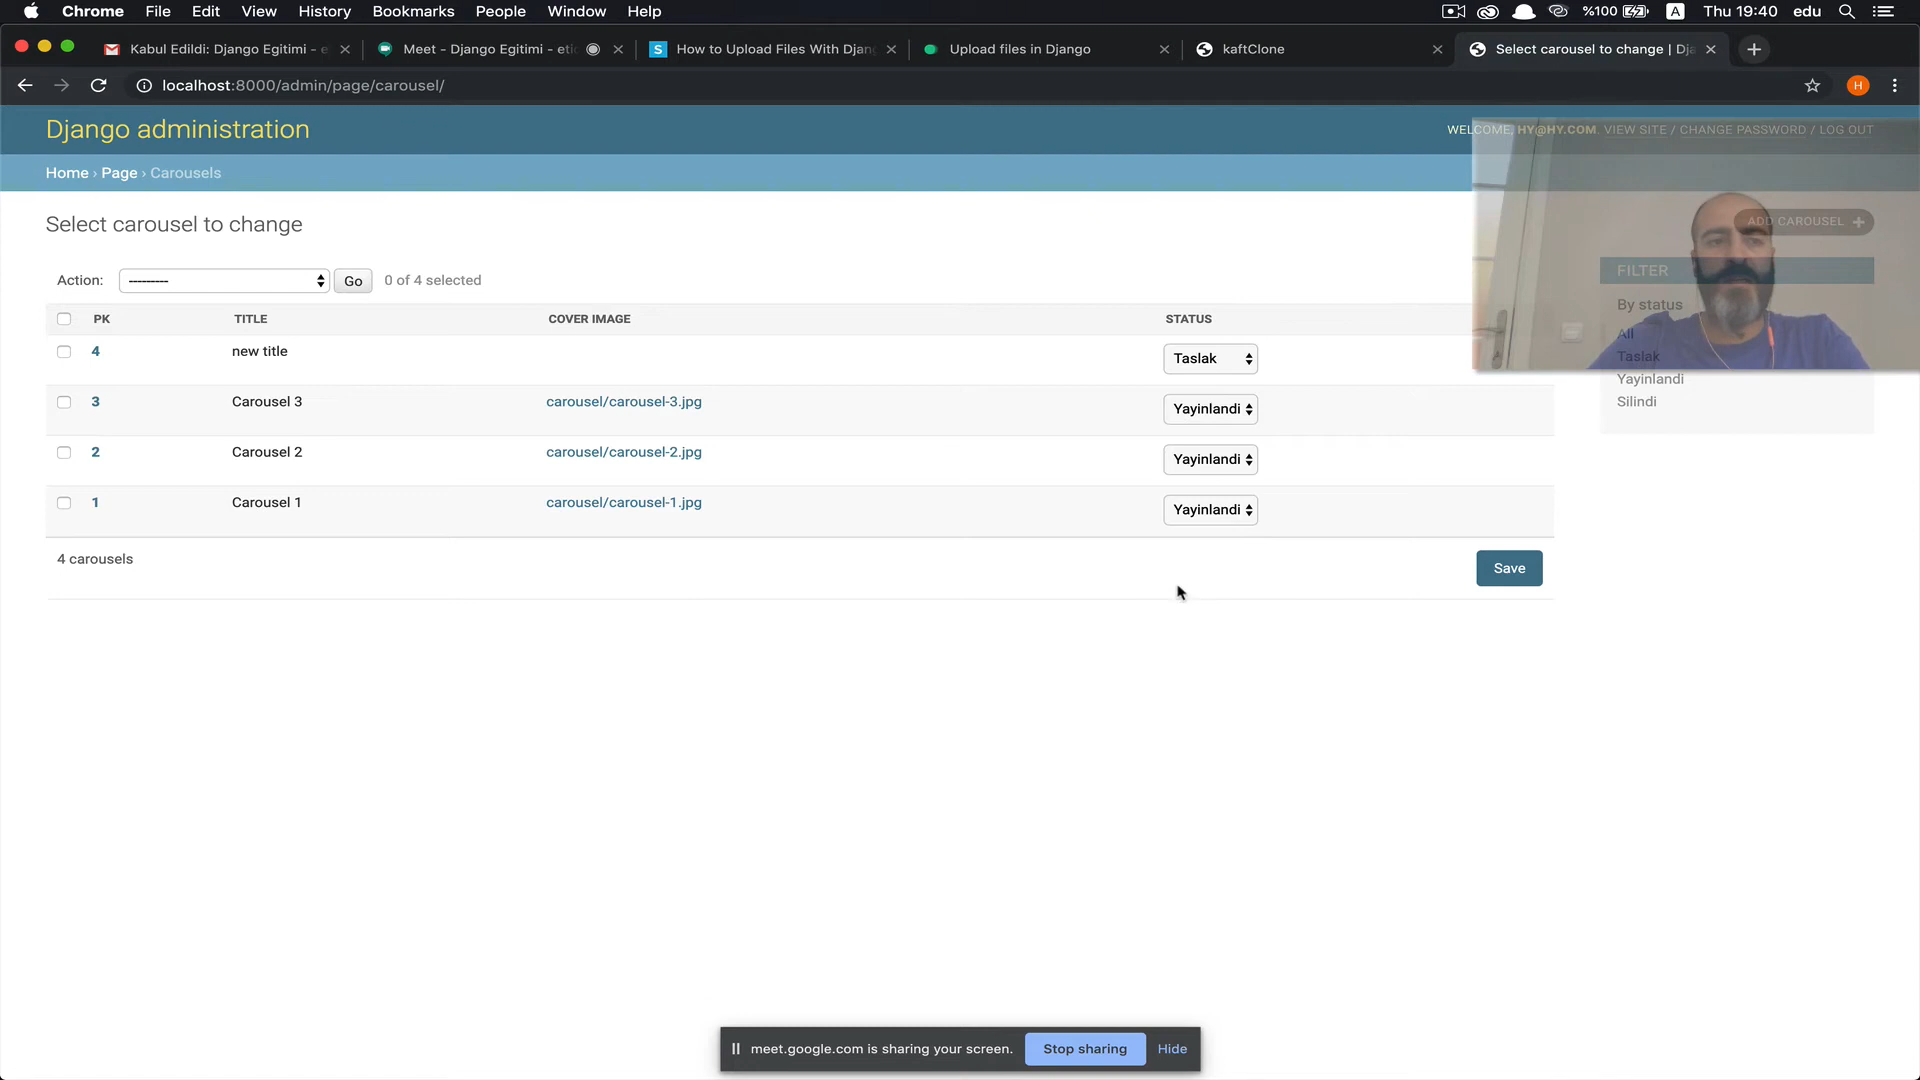 Chrome File Edit View History Bookmarks People Window Help %100 A Thu 19:40 edu
Kabul Edildi: Django Egitimi - e Meet - Django Egitimi - etic S How to Upload Files With Djan Upload files in Django kaftClone Select carousel to change | Dja
localhost:8000/admin/page/carousel/ H
Django administration
WELCOME, HY@HY.COM. VIEW SITE / CHANGE PASSWORD / LOG OUT
Home › Page › Carousels
Select carousel to change
ADD CAROUSEL +
Action: --------- Go 0 of 4 selected
PK TITLE COVER IMAGE STATUS
4 new title Taslak
3 Carousel 3 carousel/carousel-3.jpg Yayinlandi
2 Carousel 2 carousel/carousel-2.jpg Yayinlandi
1 Carousel 1 carousel/carousel-1.jpg Yayinlandi
4 carousels
Save
FILTER
By status
All
Taslak
Yayinlandi
Silindi
meet.google.com is sharing your screen. Stop sharing Hide